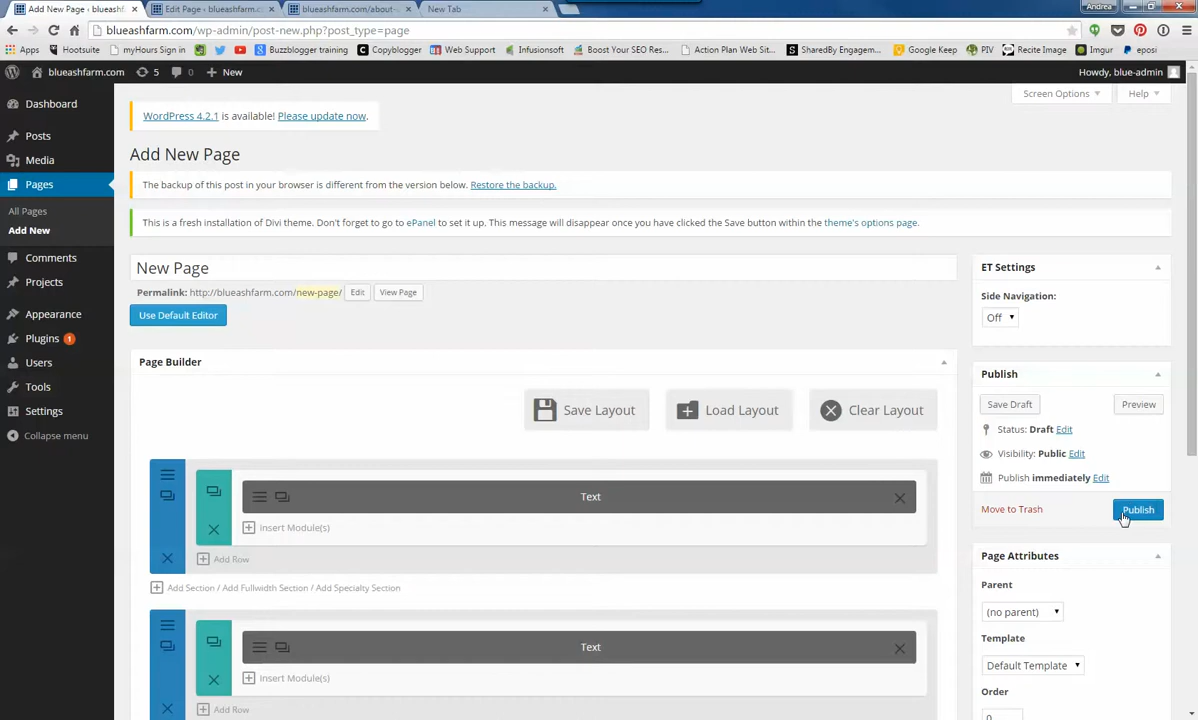 Add New Page ‹ blueashf
Edit Page ‹ blueashfarm.c
blueashfarm.com/about-
New Tab
Andrea
blueashfarm.com/wp-admin/post-new.php?post_type=page
Apps
Hootsuite
myHours Sign in
Buzzblogger training
Copyblogger
Web Support
Infusionsoft
Boost Your SEO Res...
Action Plan Web Sit...
SharedBy Engagem...
Google Keep
PIV
Recite Image
Imgur
eposi
blueashfarm.com
5
0
New
Howdy, blue-admin
Screen Options
Help
Dashboard
Posts
Media
Pages
All Pages
Add New
Comments
Projects
Appearance
Plugins 1
Users
Tools
Settings
Collapse menu
WordPress 4.2.1 is available! Please update now.
Add New Page
The backup of this post in your browser is different from the version below. Restore the backup.
This is a fresh installation of Divi theme. Don't forget to go to ePanel to set it up. This message will disappear once you have clicked the Save button within the theme's options page.
New Page
Permalink: http://blueashfarm.com/new-page/ Edit View Page
Use Default Editor
Page Builder
Save Layout
Load Layout
Clear Layout
Text
Insert Module(s)
Add Row
Add Section / Add Fullwidth Section / Add Specialty Section
Text
Insert Module(s)
Add Row
ET Settings
Side Navigation:
Off
Publish
Save Draft
Preview
Status: Draft Edit
Visibility: Public Edit
Publish immediately Edit
Move to Trash
Publish
Page Attributes
Parent
(no parent)
Template
Default Template
Order
0